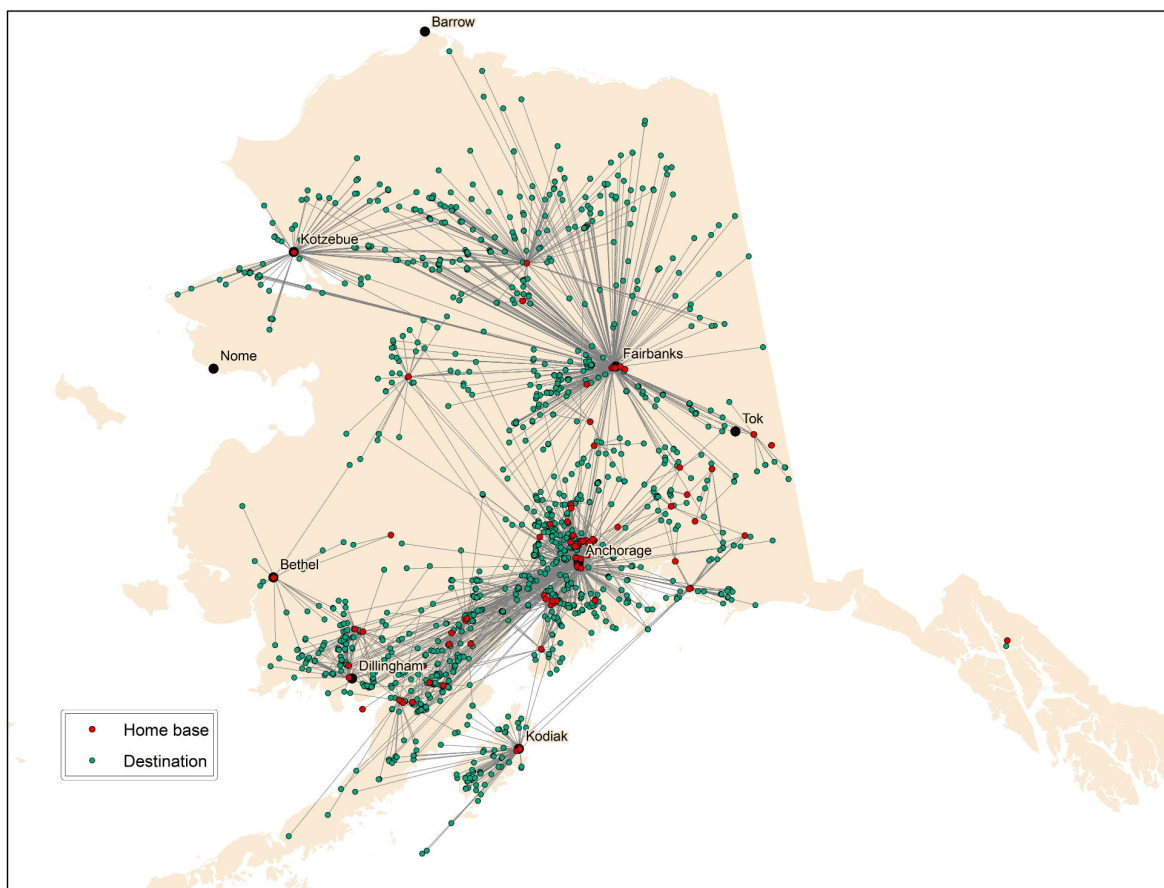 Barrow
Kotzebue
Nome
Fairbanks
Tok
Anchorage
Bethel
Dillingham
Kodiak
Home base
Destination